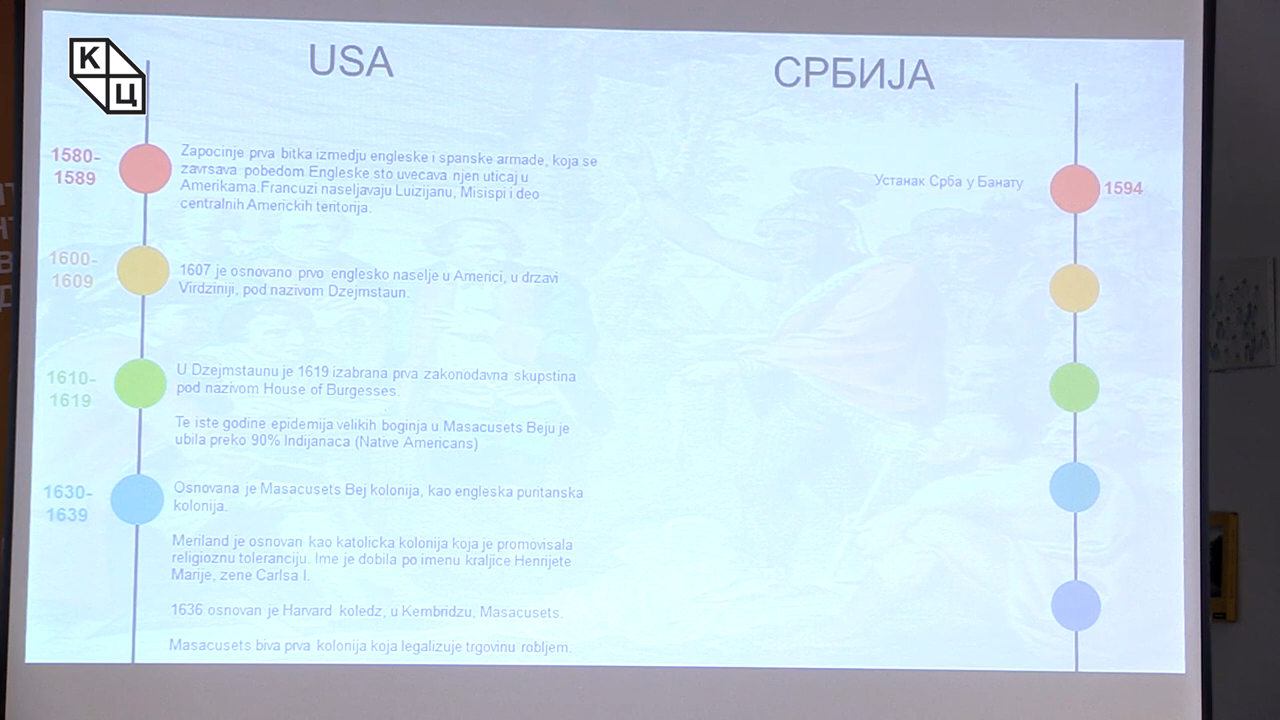 К
Ц
USA
СРБИЈА
1580-
1589
Zapocinje prva bitka izmedju engleske i spanske armade, koja se
zavrsava pobedom Engleske sto uvecava njen uticaj u
Amerikama.Francuzi naseljavaju Luizijanu, Misispi i deo
centralnih Americkih teritorija.
Устанак Срба у Банату
1594
1600-
1609
1607 je osnovano prvo englesko naselje u Americi, u drzavi
Virdziniji, pod nazivom Dzejmstaun.
1610-
1619
U Dzejmstaunu je 1619 izabrana prva zakonodavna skupstina
pod nazivom House of Burgesses.
Te iste godine epidemija velikih boginja u Masacusets Beju je
ubila preko 90% Indijanaca (Native Americans)
1630-
1639
Osnovana je Masacusets Bej kolonija, kao engleska puritanska
kolonija.
Meriland je osnovan kao katolicka kolonija koja je promovisala
religioznu toleranciju. Ime je dobila po imenu kraljice Henrijete
Marije, zene Carlsa I.
1636 osnovan je Harvard koledz, u Kembridzu, Masacusets.
Masacusets biva prva kolonija koja legalizuje trgovinu robljem.